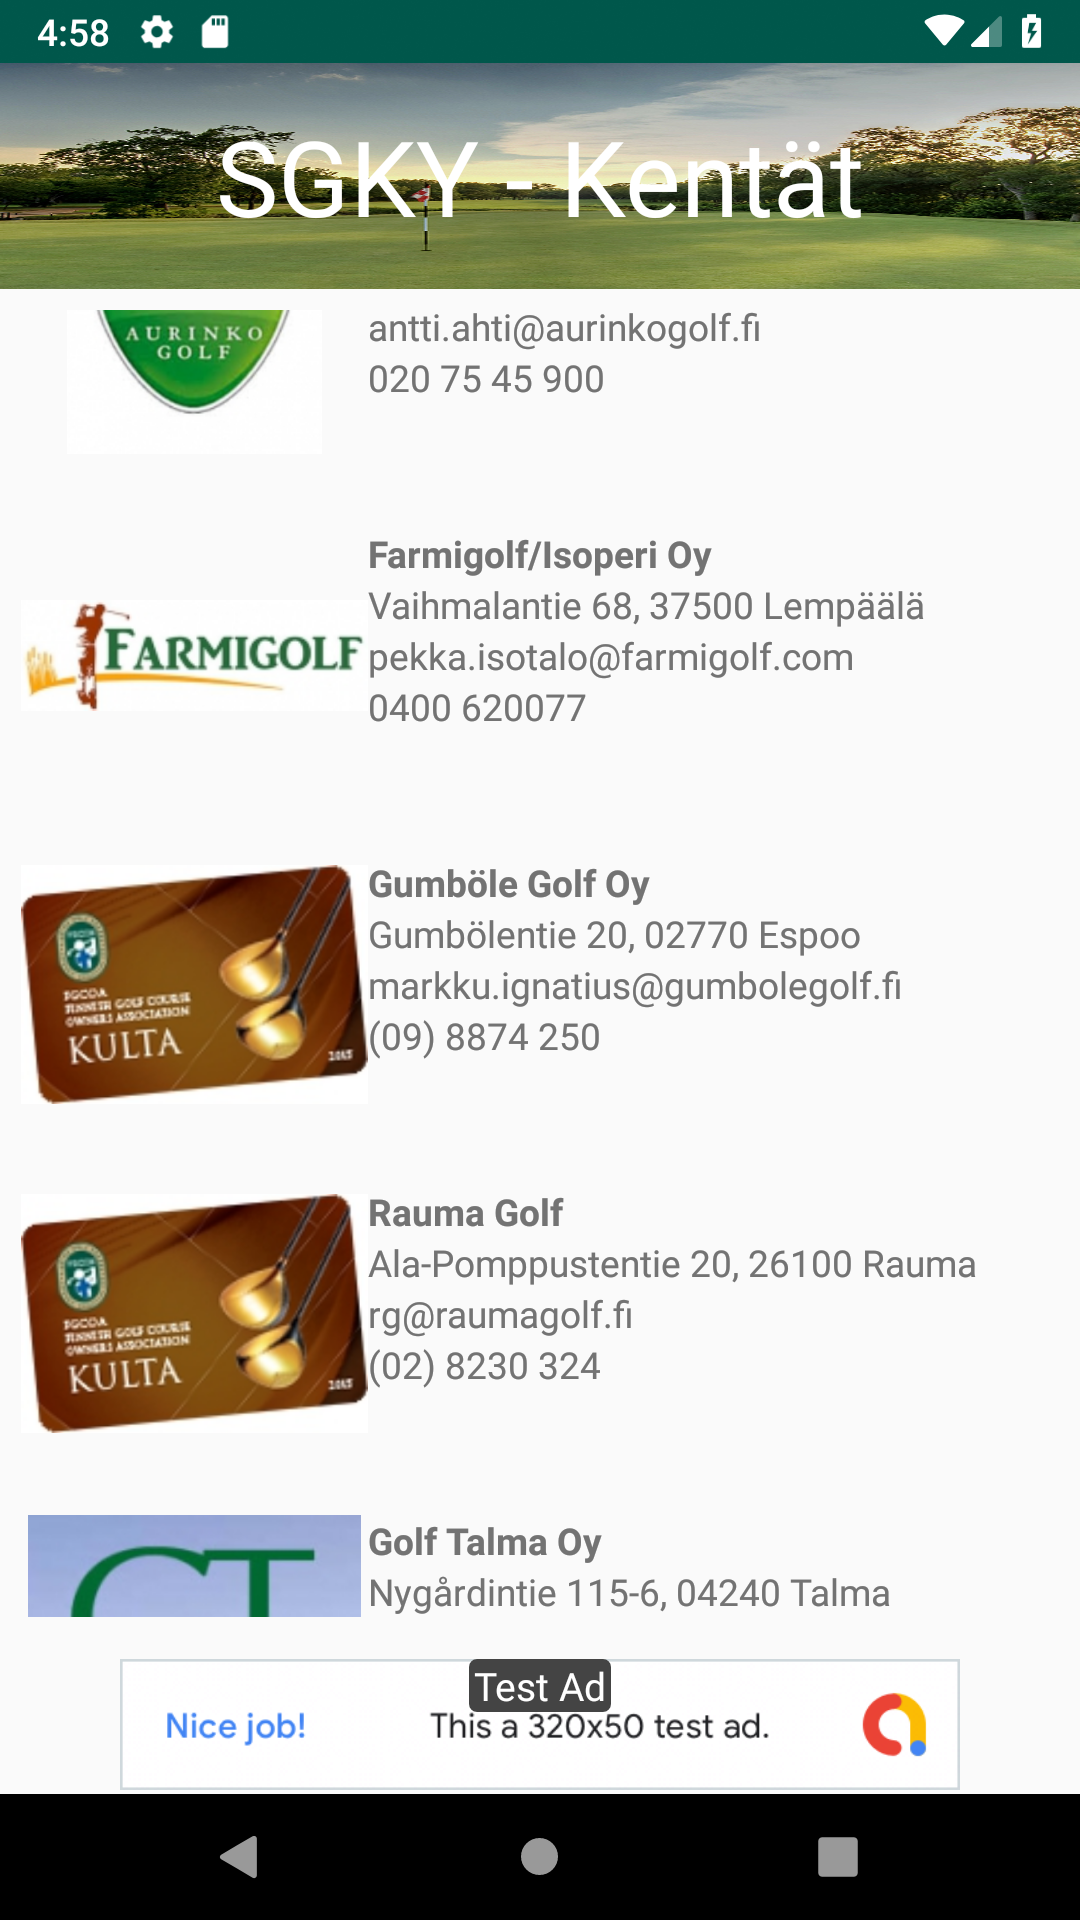 4:58
SGKY - Kentät
AURINKO
GOLF
antti.ahti@aurinkogolf.fi
020 75 45 900
FARMIGOLF
Farmigolf/Isoperi Oy
Vaihmalantie 68, 37500 Lempäälä
pekka.isotalo@farmigolf.com
0400 620077
FGCOA
FINNISH GOLF COURSE
OWNERS ASSOCIATION
KULTA
Gumböle Golf Oy
Gumbölentie 20, 02770 Espoo
markku.ignatius@gumbolegolf.fi
(09) 8874 250
FGCOA
FINNISH GOLF COURSE
OWNERS ASSOCIATION
KULTA
Rauma Golf
Ala-Pomppustentie 20, 26100 Rauma
rg@raumagolf.fi
(02) 8230 324
Golf Talma Oy
Nygårdintie 115-6, 04240 Talma
Test Ad
Nice job!
This a 320x50 test ad.